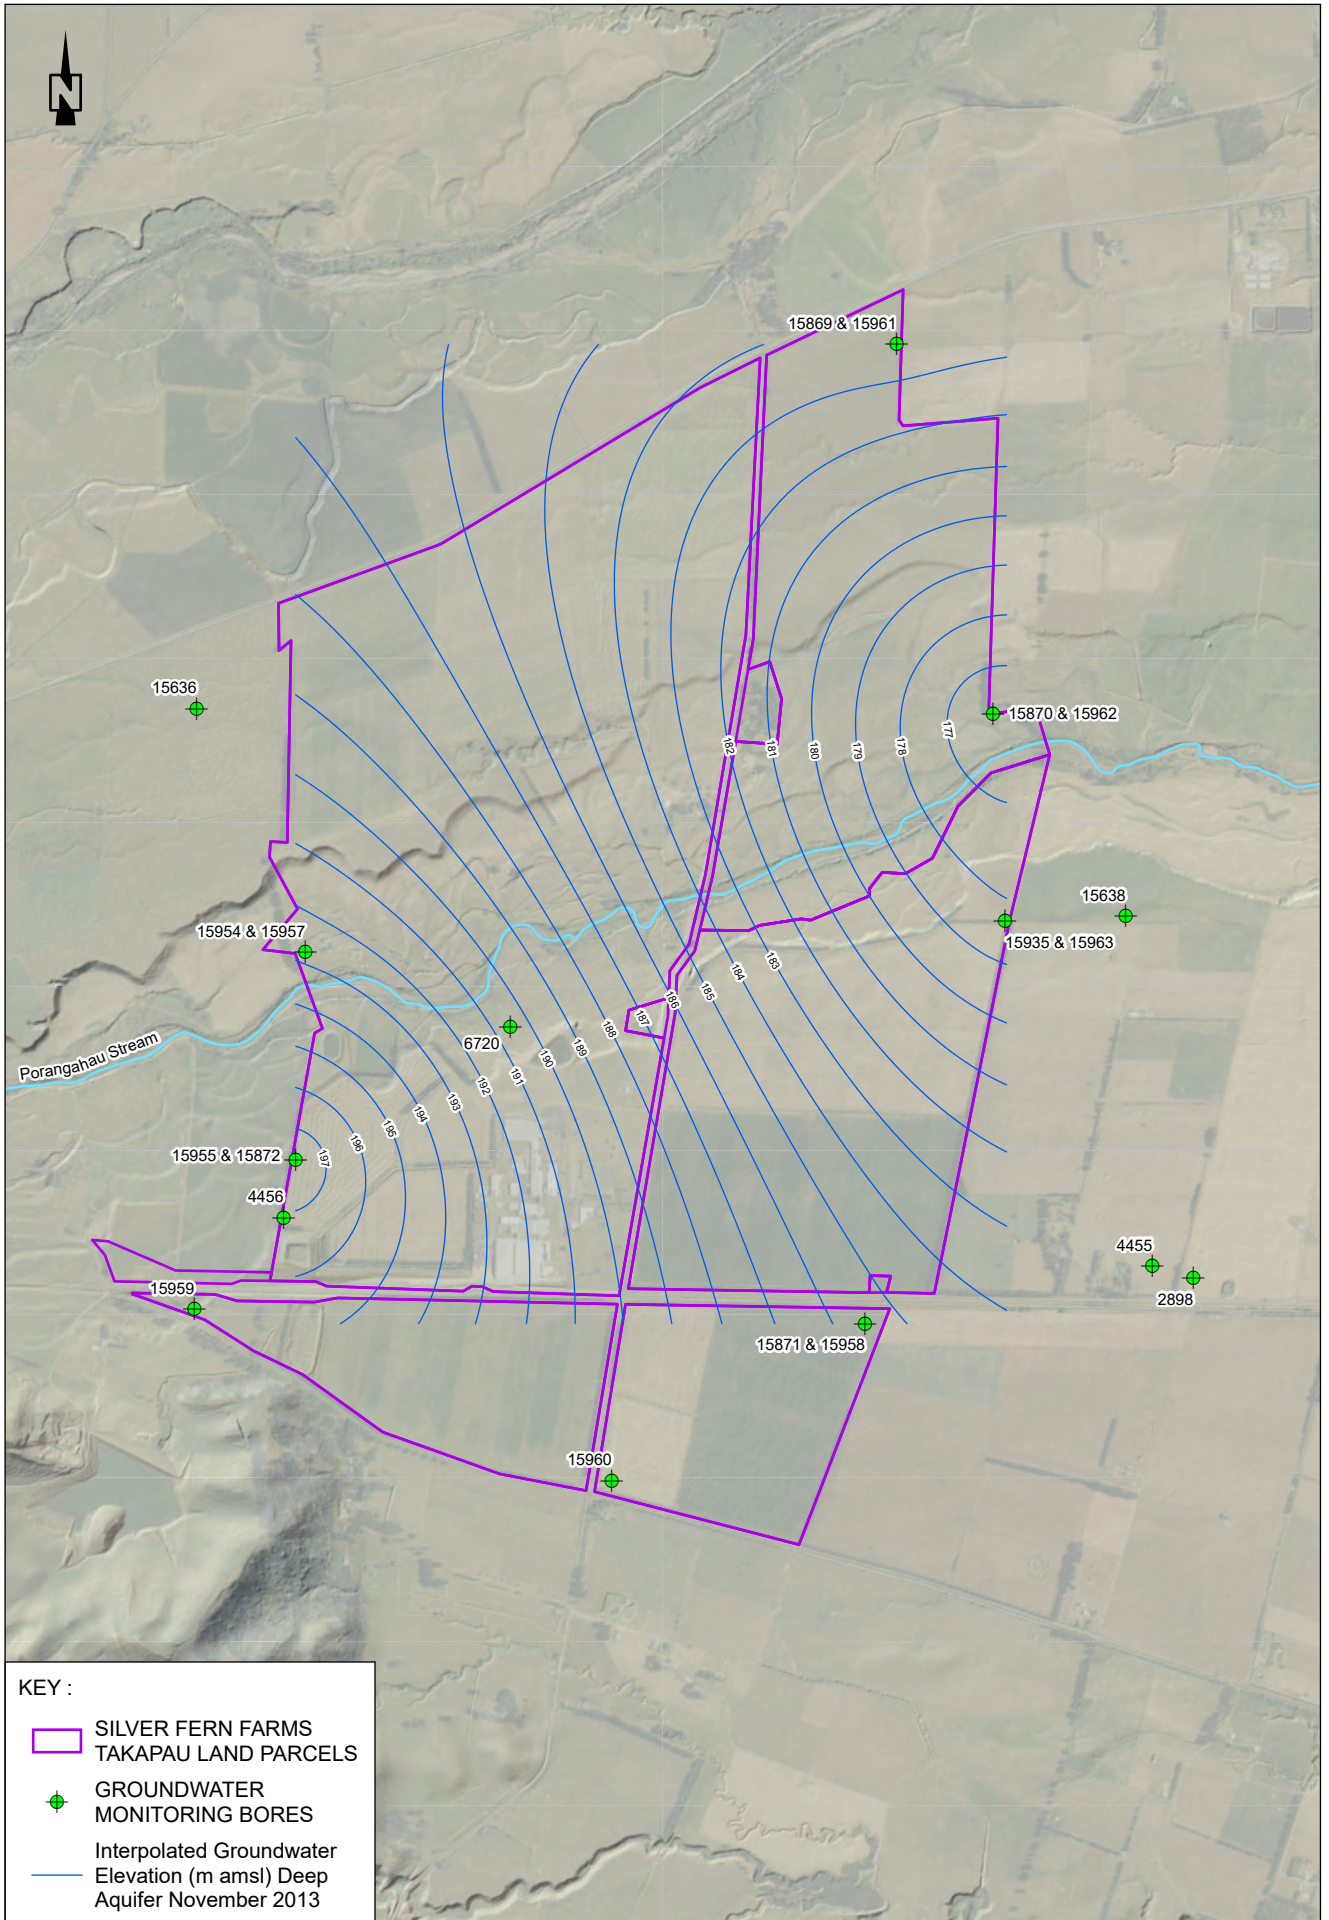 N
15869 & 15961
15636
15870 & 15962
177
178
179
180
181
182
15638
15935 & 15963
15954 & 15957
183
184
185
186
187
188
189
190
191
192
193
194
195
196
197
6720
Porangahau Stream
15955 & 15872
4456
4455
2898
15959
15871 & 15958
15960
KEY :
SILVER FERN FARMS
TAKAPAU LAND PARCELS
GROUNDWATER
MONITORING BORES
Interpolated Groundwater
Elevation (m amsl) Deep
Aquifer November 2013